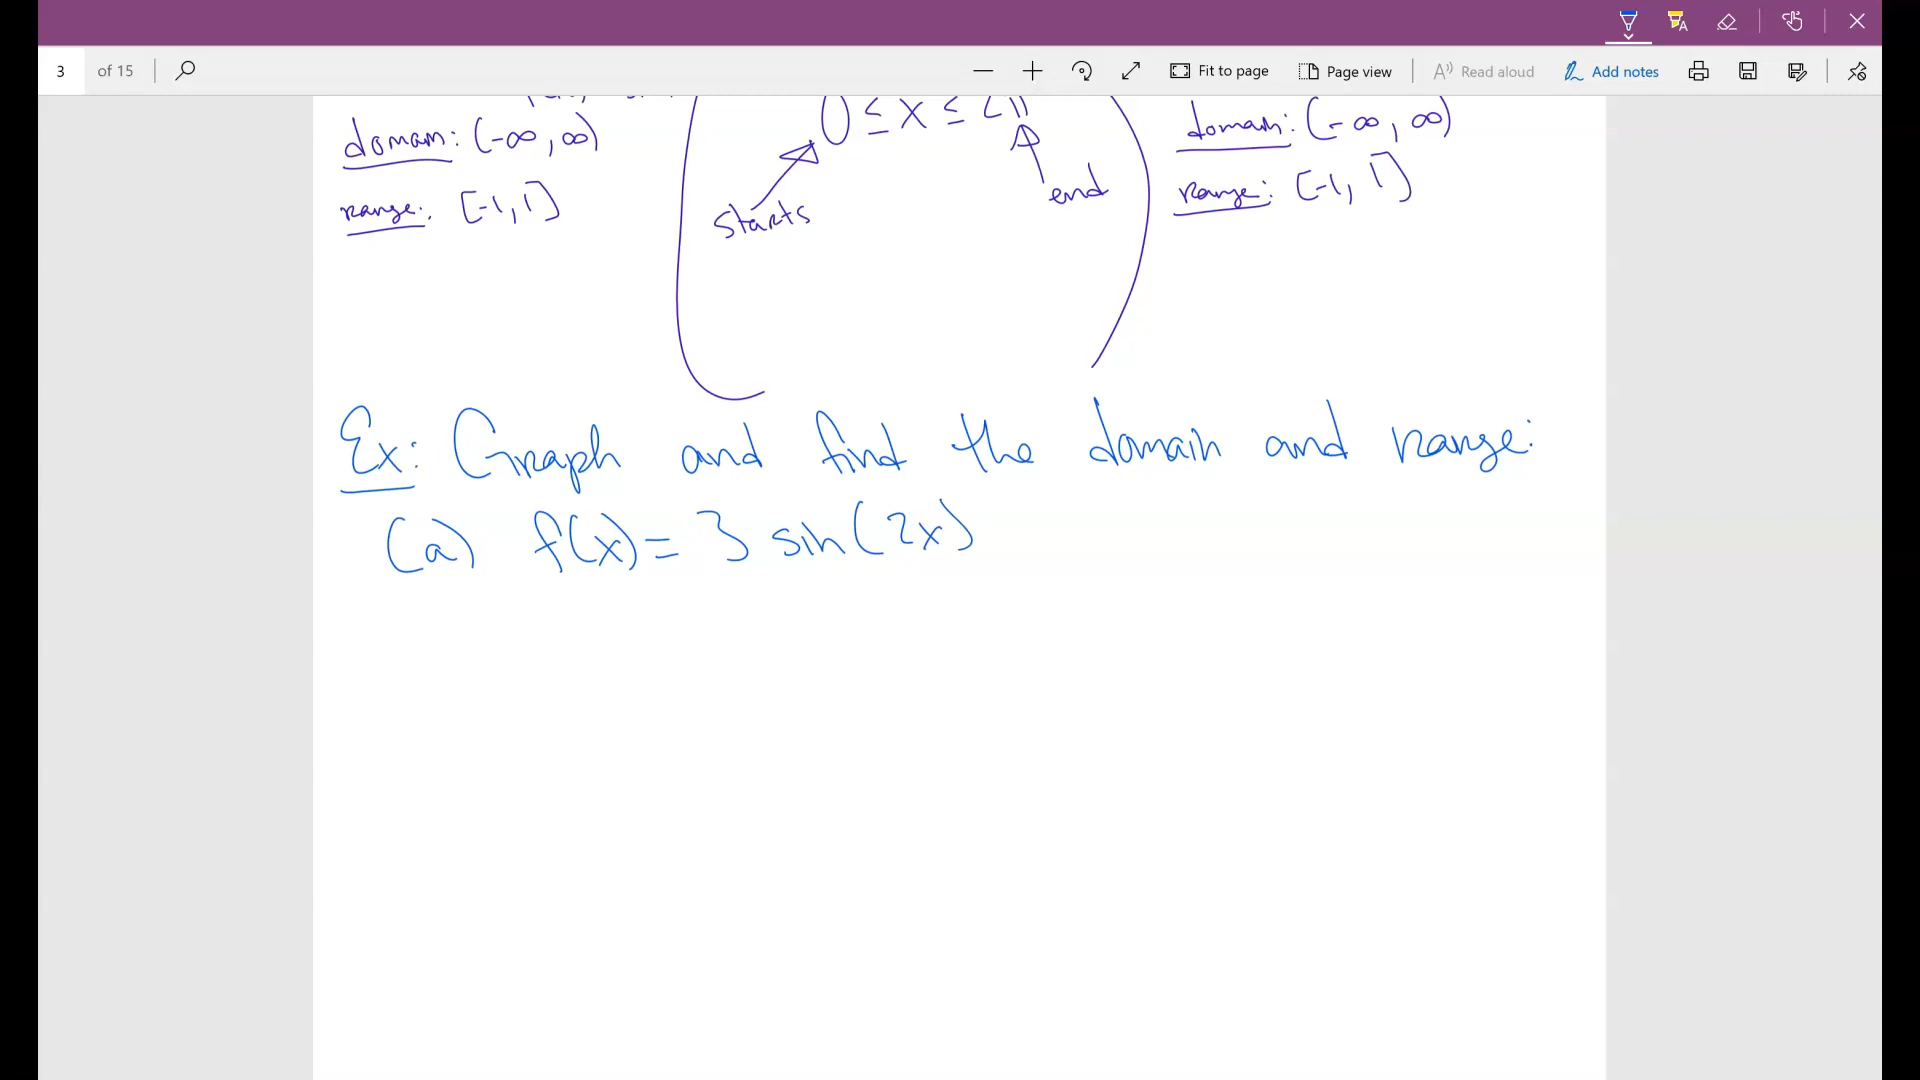 3 of 15 Fit to page Page view Read aloud Add notes
domain: (-∞, ∞) 0 ≤ x ≤ 2π domain: (-∞, ∞)
range: [-1, 1] starts end range: [-1, 1]
Ex: Graph and find the domain and range:
(a) f(x) = 3 sin(2x)